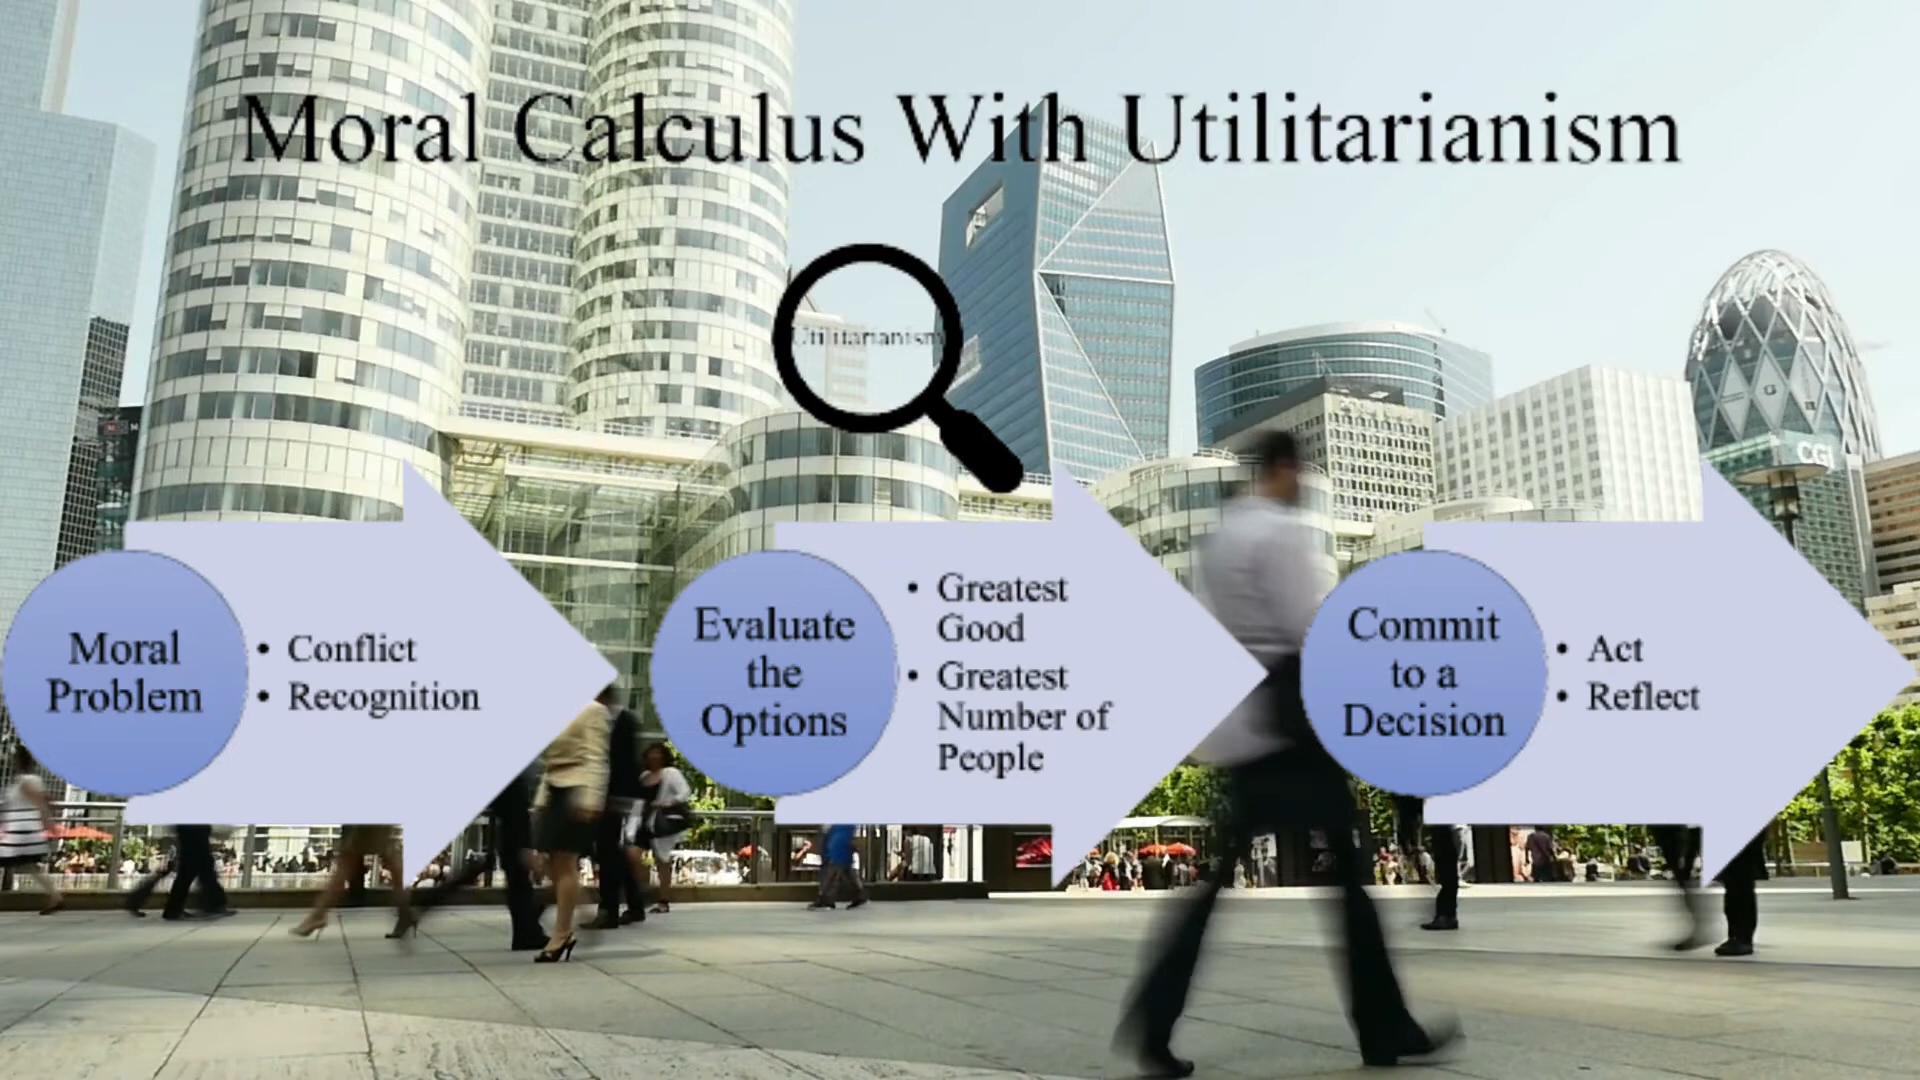 Moral Calculus With Utilitarianism
Utilitarianism
Moral
Problem
• Conflict
• Recognition
Evaluate
the
Options
• Greatest
Good
• Greatest
Number of
People
Commit
to a
Decision
• Act
• Reflect
CGI